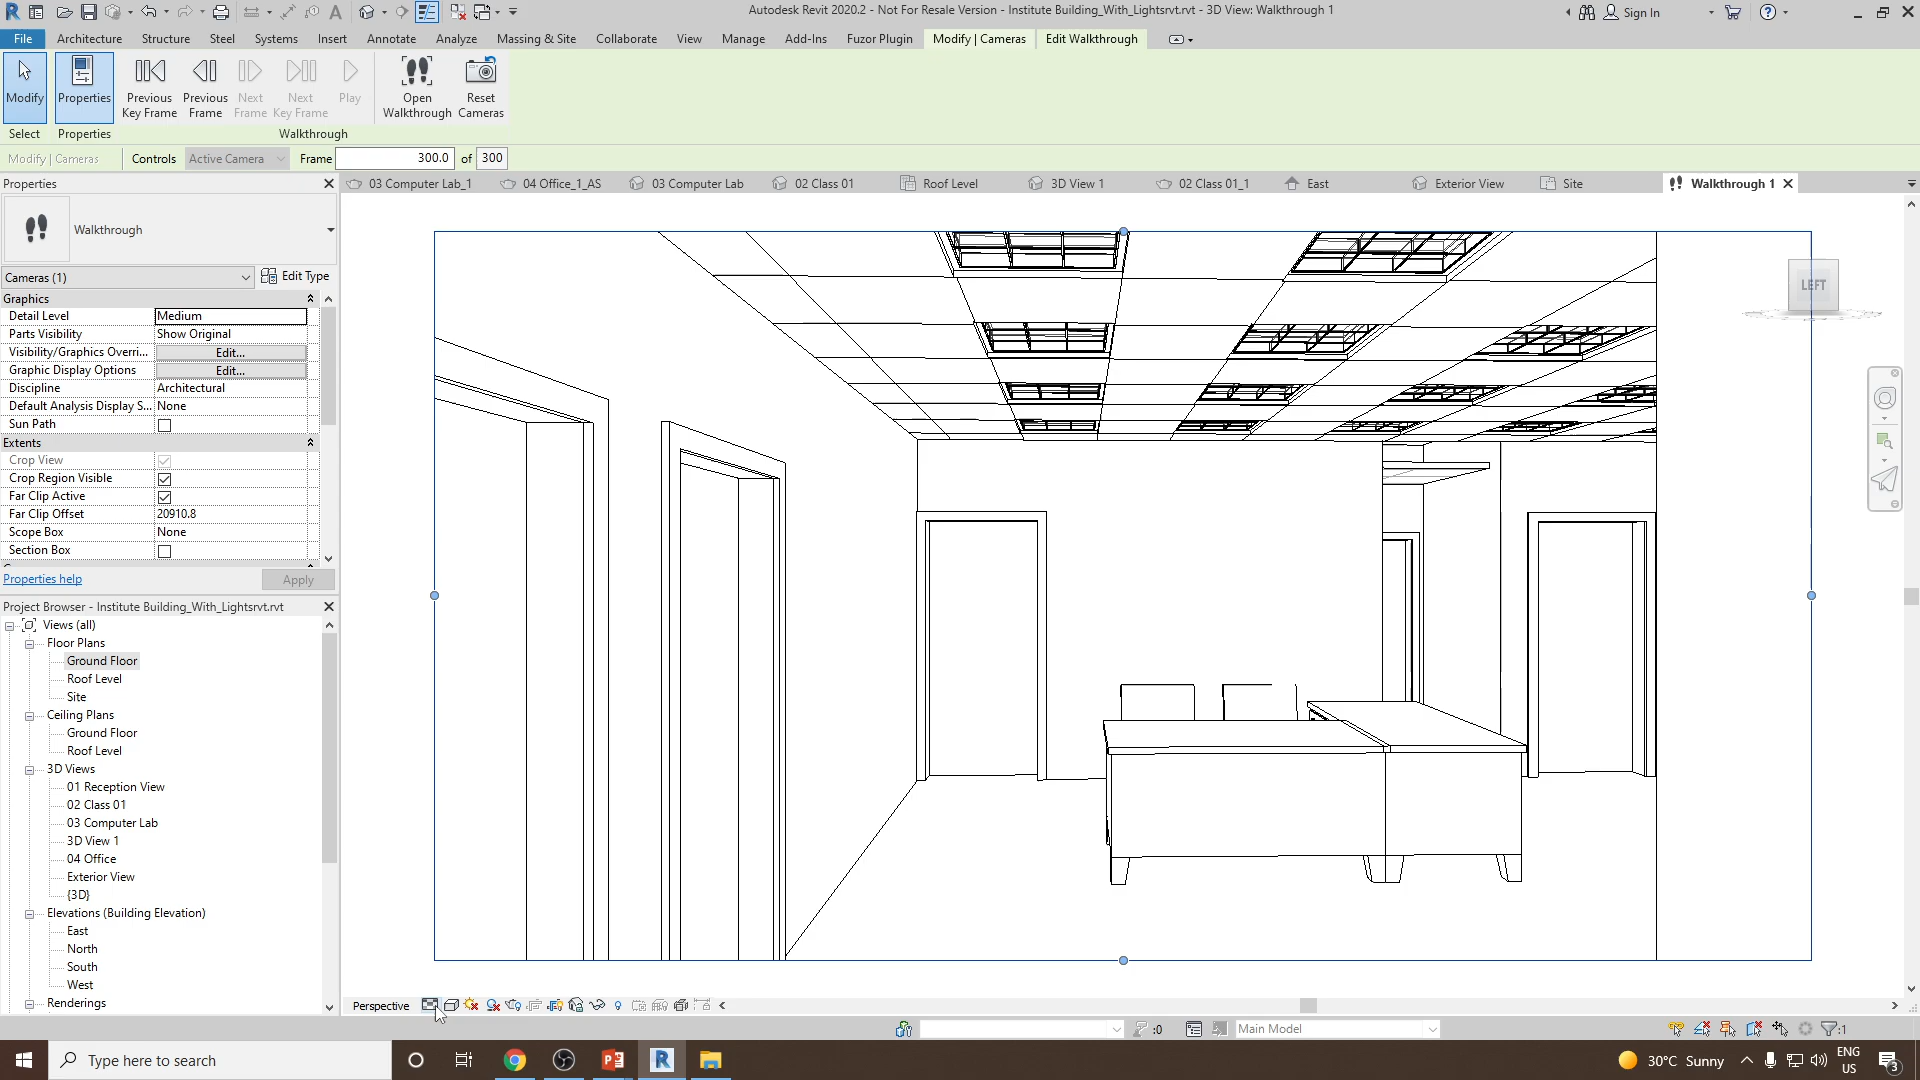 Autodesk Revit 2020.2 - Not For Resale Version - Institute Building_With_Lightsrvt.rvt - 3D View: Walkthrough 1
Sign In
File Architecture Structure Steel Systems Insert Annotate Analyze Massing & Site Collaborate View Manage Add-Ins Fuzor Plugin Modify | Cameras Edit Walkthrough
Modify Properties Previous Key Frame Previous Frame Next Frame Next Key Frame Play Open Walkthrough Reset Cameras
Select Properties Walkthrough
Modify | Cameras Controls Active Camera Frame 300.0 of 300
Properties
03 Computer Lab_1 04 Office_1_AS 03 Computer Lab 02 Class 01 Roof Level 3D View 1 02 Class 01_1 East Exterior View Site Walkthrough 1
Walkthrough
Cameras (1) Edit Type
Graphics
Detail Level Medium
Parts Visibility Show Original
Visibility/Graphics Overri... Edit...
Graphic Display Options Edit...
Discipline Architectural
Default Analysis Display S... None
Sun Path
Extents
Crop View
Crop Region Visible
Far Clip Active
Far Clip Offset 20910.8
Scope Box None
Section Box
Properties help Apply
LEFT
Project Browser - Institute Building_With_Lightsrvt.rvt
Views (all)
Floor Plans
Ground Floor
Roof Level
Site
Ceiling Plans
Ground Floor
Roof Level
3D Views
01 Reception View
02 Class 01
03 Computer Lab
3D View 1
04 Office
Exterior View
{3D}
Elevations (Building Elevation)
East
North
South
West
Renderings
Perspective
:0 Main Model :1
Type here to search
30°C Sunny
ENG
US
3